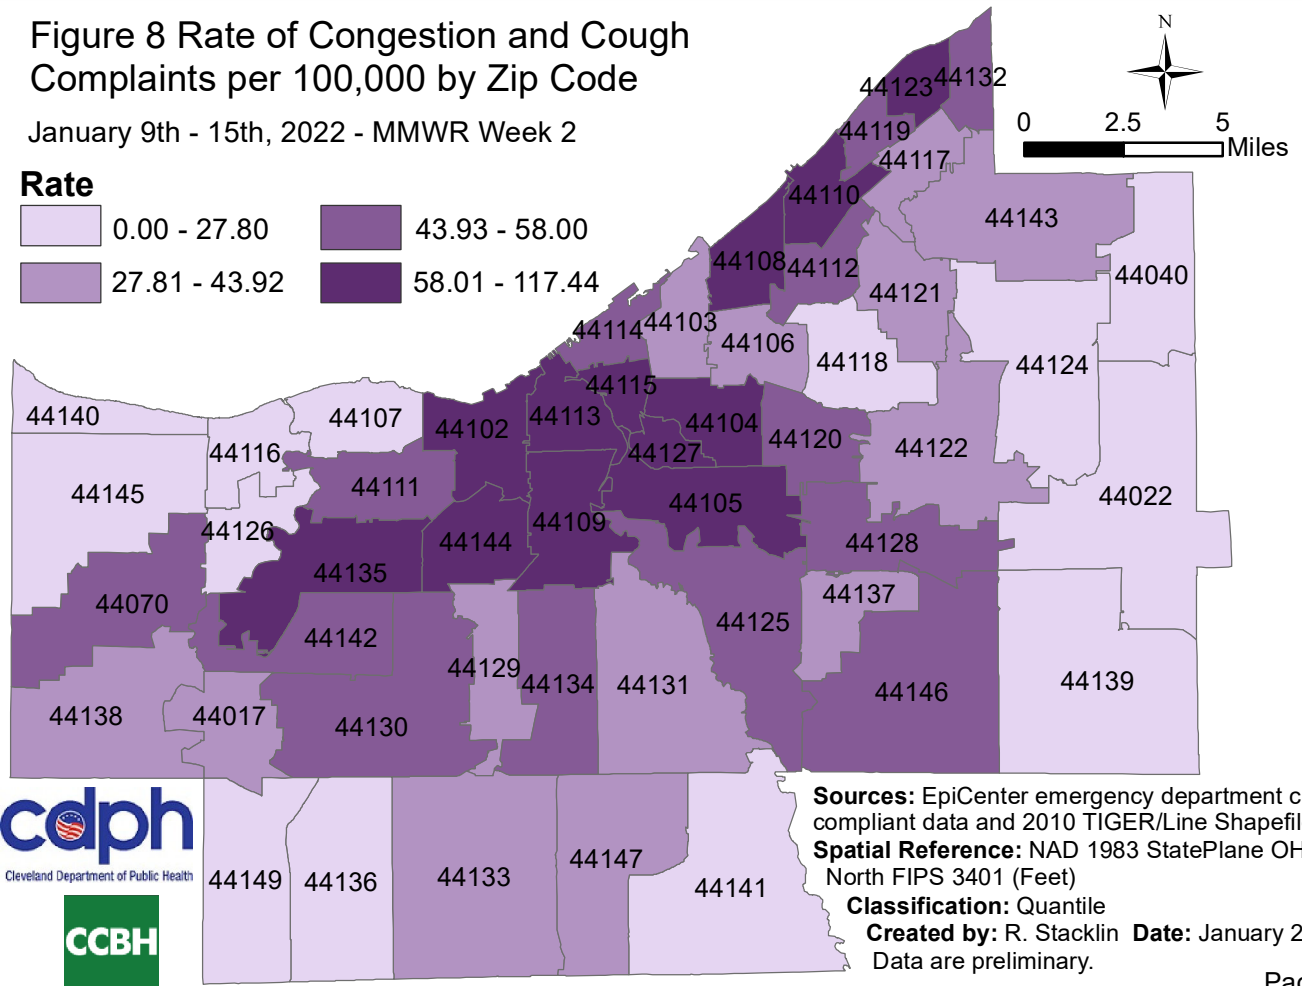 Figure 8 Rate of Congestion and Cough
Complaints per 100,000 by Zip Code
January 9th - 15th, 2022 - MMWR Week 2
Rate
0.00 - 27.80
43.93 - 58.00
27.81 - 43.92
58.01 - 117.44
N
0 2.5 5
Miles
44132
44123
44119
44117
44110
44143
44108
44112
44040
44121
44114
44103
44106
44118
44124
44115
44140
44107
44102
44113
44104
44120
44122
44116
44127
44145
44111
44105
44022
44126
44109
44144
44128
44135
44070
44137
44142
44125
44129
44134
44131
44146
44139
44138
44017
44130
44149
44136
44133
44147
44141
cdph
Cleveland Department of Public Health
CCBH
Sources: EpiCenter emergency department c
compliant data and 2010 TIGER/Line Shapefil
Spatial Reference: NAD 1983 StatePlane OH
North FIPS 3401 (Feet)
Classification: Quantile
Created by: R. Stacklin Date: January 2
Data are preliminary.
Pac